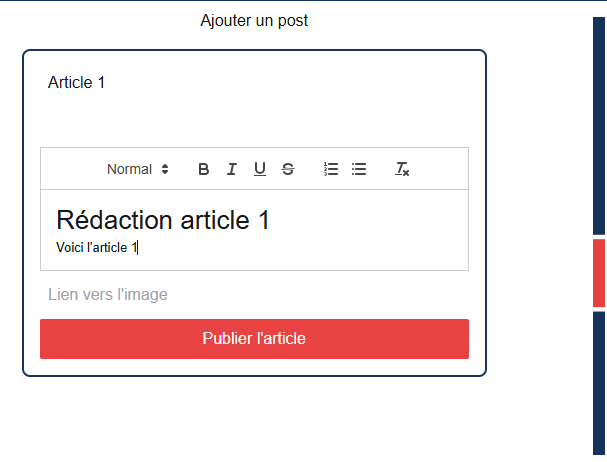 Ajouter un post
Article 1
Normal B I U S
Rédaction article 1
Voici l'article 1
Lien vers l'image
Publier l'article